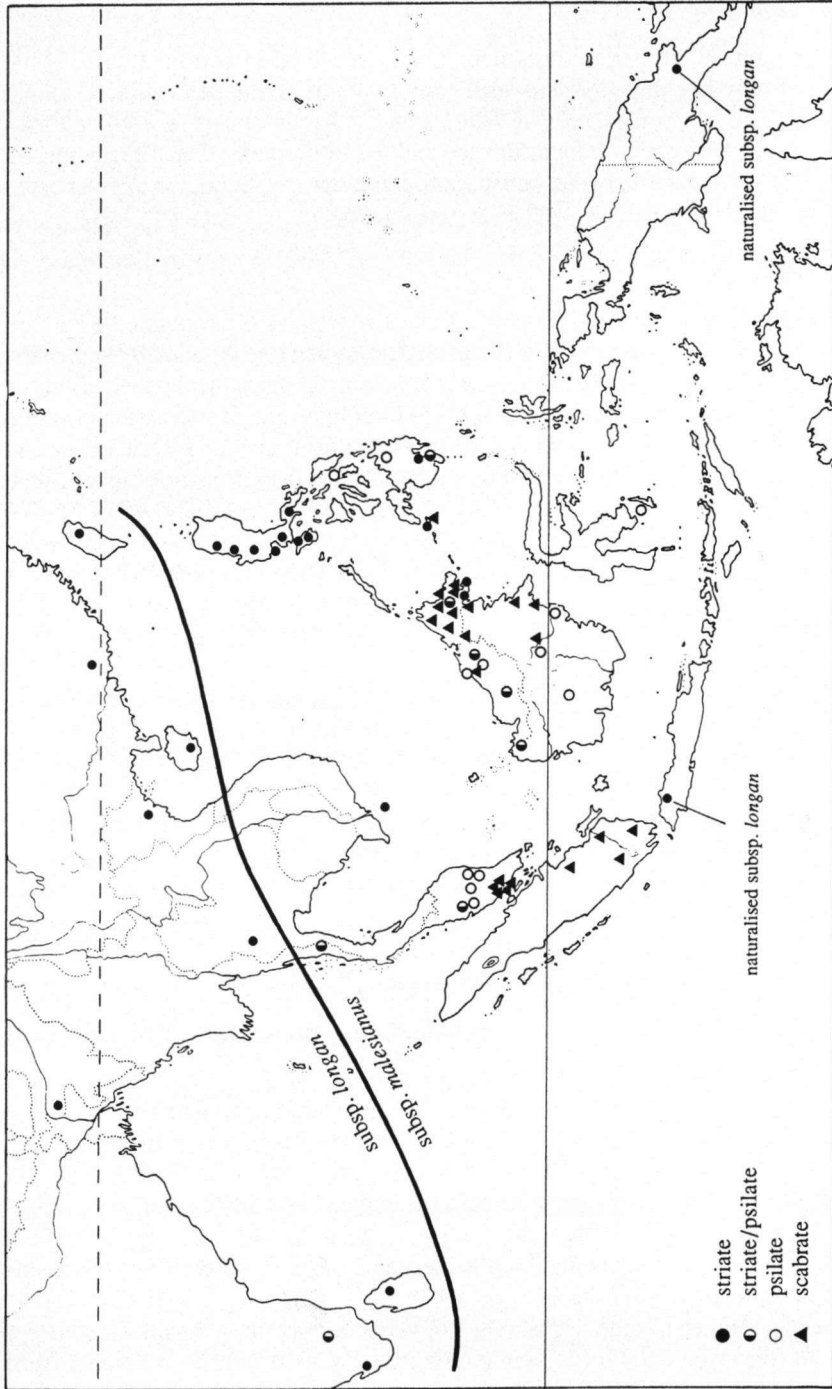 subsp. longan
subsp. malesianus
naturalised subsp. longan
naturalised subsp. longan
striate
striate/psilate
psilate
scabrate